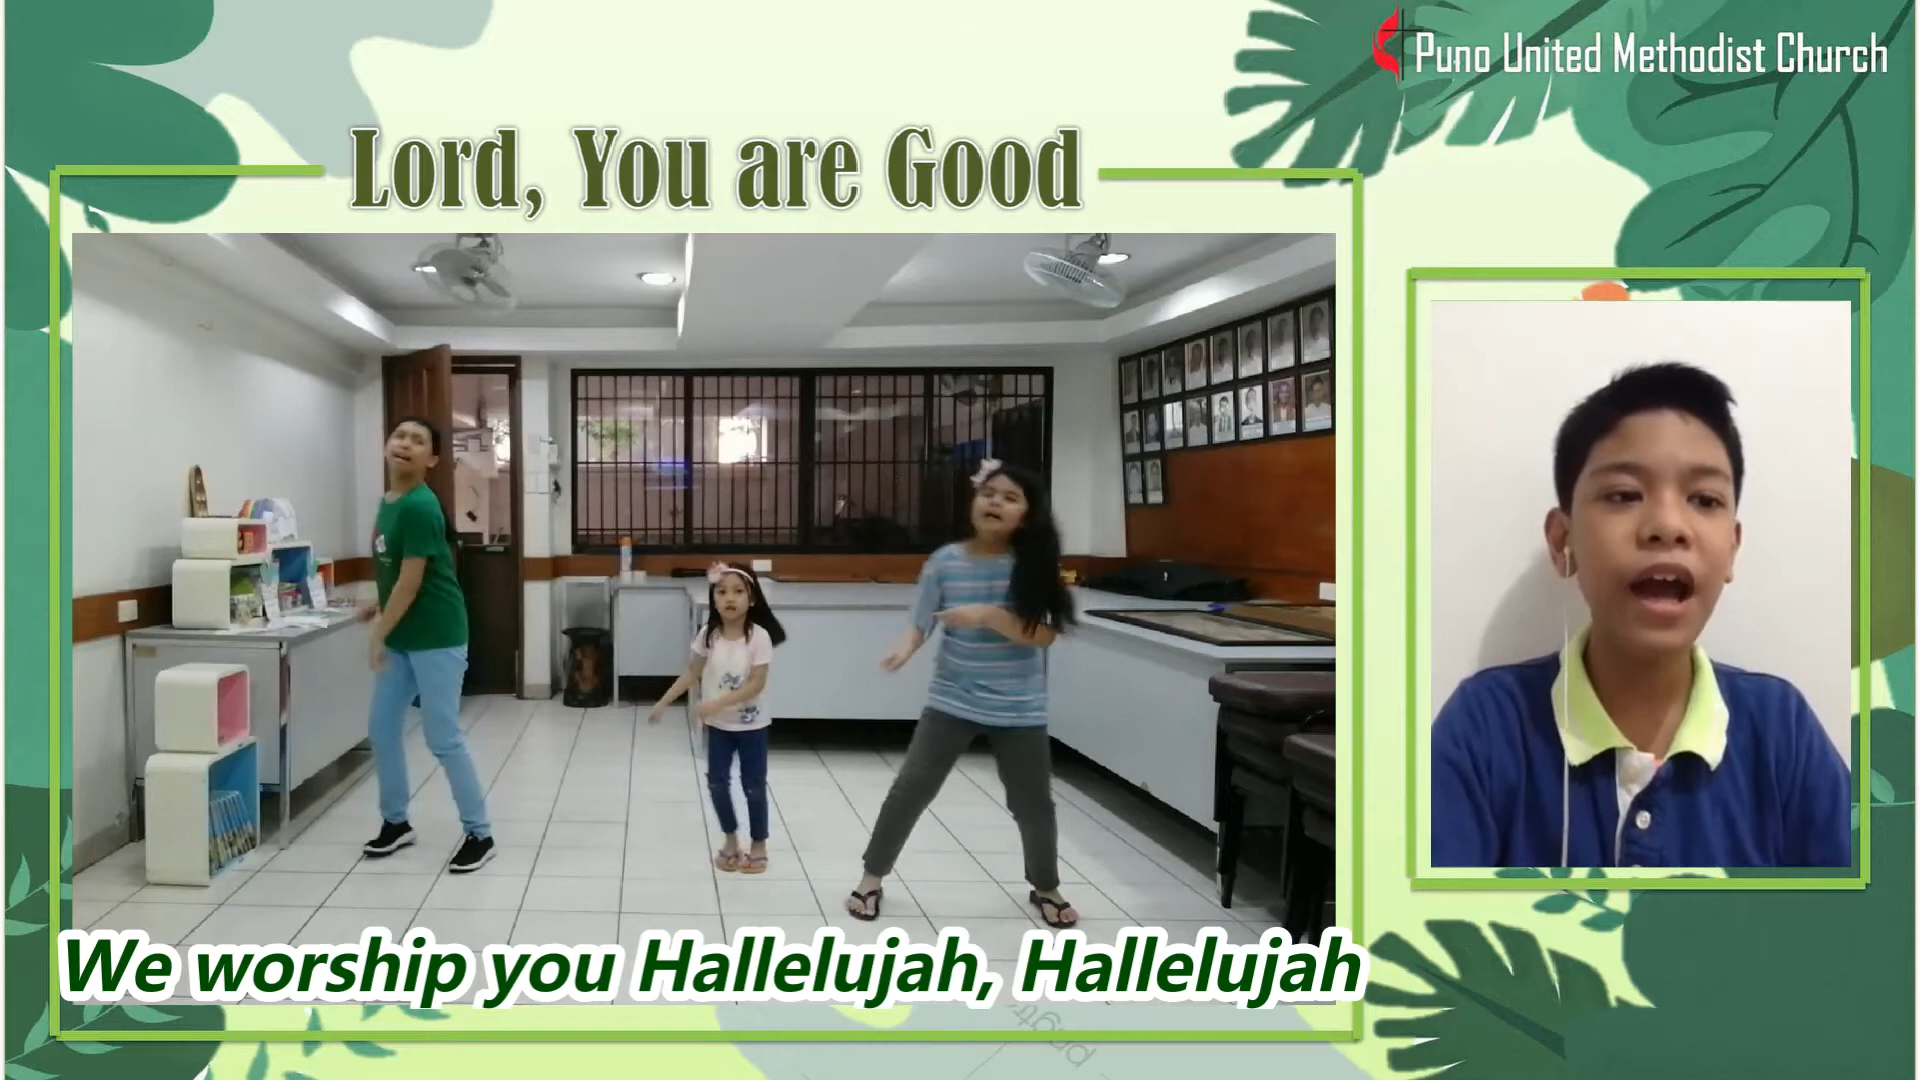 Puno United Methodist Church
Lord, You are Good
We worship you Hallelujah, Hallelujah